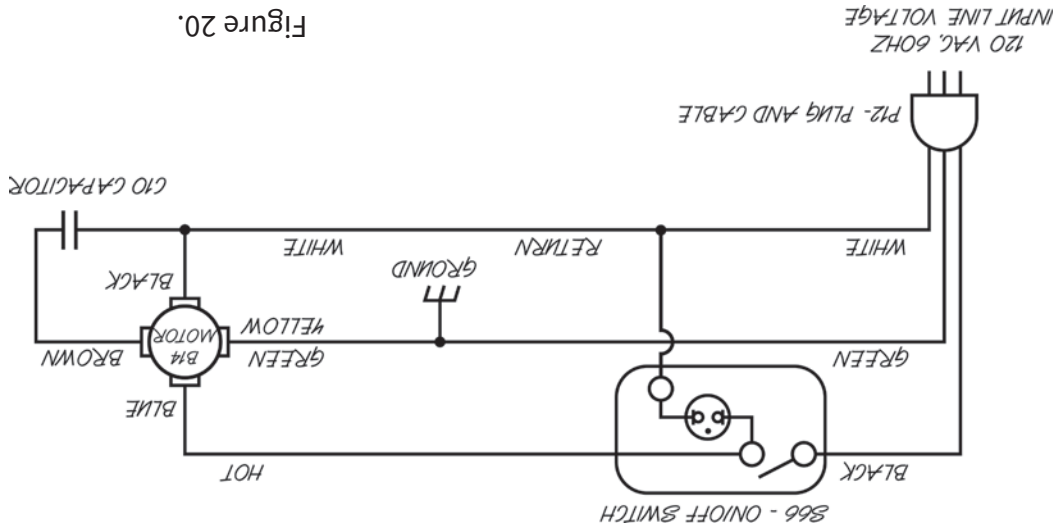 S66 - ON/OFF SWITCH
BLACK
HOT
BLUE
GREEN
GREEN
YELLOW
B14
MOTOR
BROWN
BLACK
GROUND
WHITE
RETURN
WHITE
C10 CAPACITOR
P12- PLUG AND CABLE
120 VAC, 60HZ
INPUT LINE VOLTAGE
Figure 20.